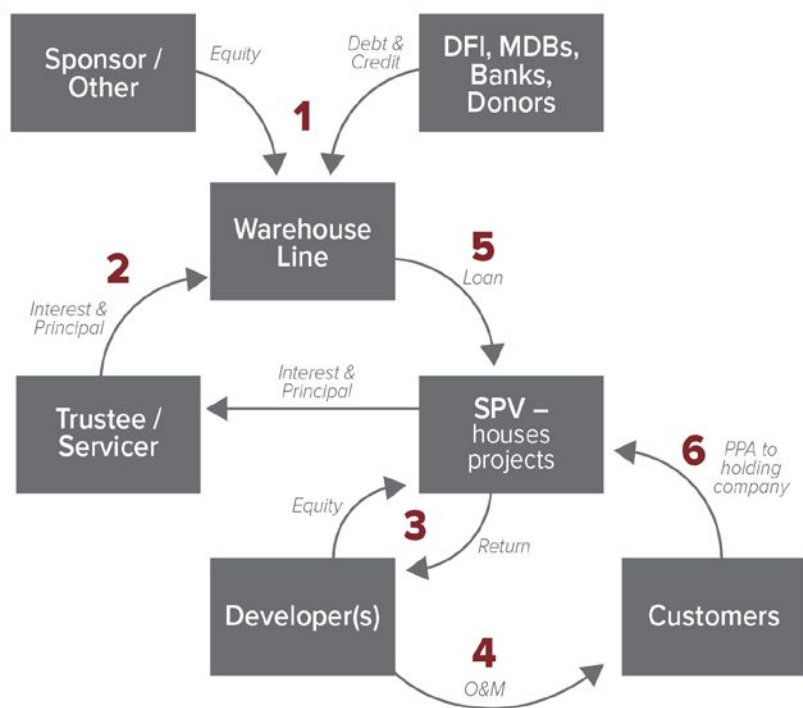 Sponsor /
Other
Equity
Debt &
Credit
DFI, MDBs,
Banks,
Donors
1
Warehouse
Line
2
Interest &
Principal
5
Loan
Trustee /
Servicer
Interest &
Principal
SPV –
houses
projects
6
PPA to
holding
company
Equity
3
Return
Developer(s)
Customers
4
O&M